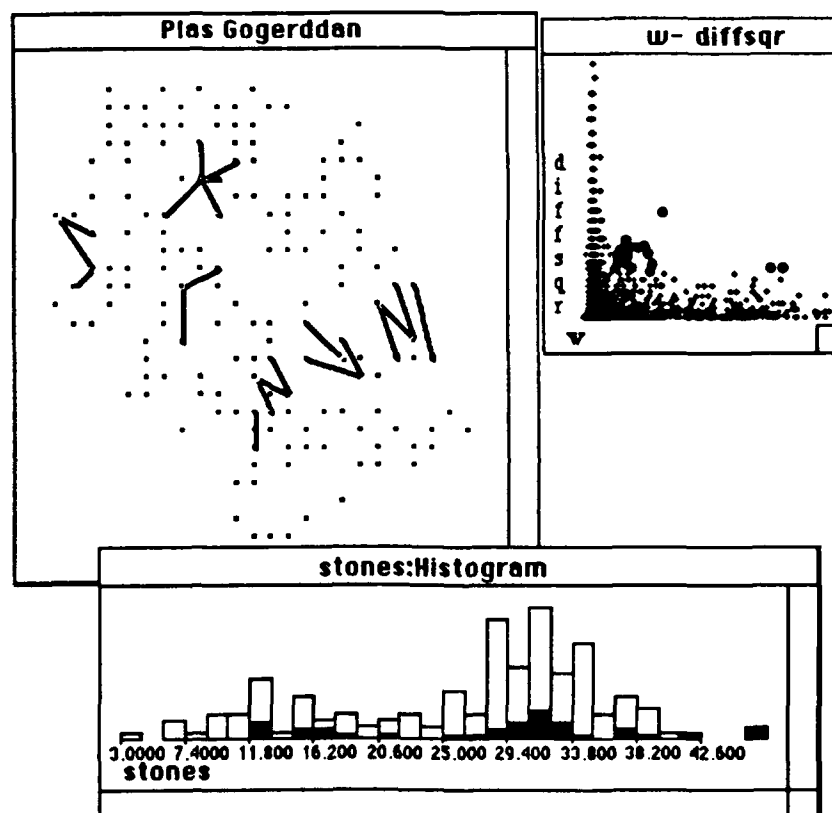 Plas Gogerddan
w- diffsqr
diffsqr
w
stones:Histogram
3.0000 7.4000 11.800 16.200 20.600 25.000 29.400 33.800 38.200 42.600
stones